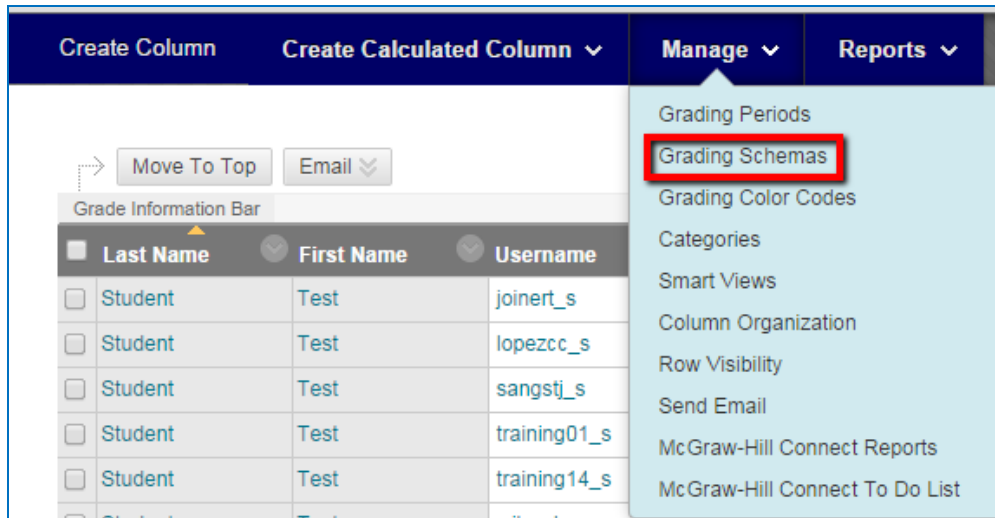 Create Column
Create Calculated Column
Manage
Reports
Grading Periods
Grading Schemas
Grading Color Codes
Categories
Smart Views
Column Organization
Row Visibility
Send Email
McGraw-Hill Connect Reports
McGraw-Hill Connect To Do List
Move To Top
Email
Grade Information Bar
Last Name First Name Username
Student Test joinert_s
Student Test lopezcc_s
Student Test sangstj_s
Student Test training01_s
Student Test training14_s